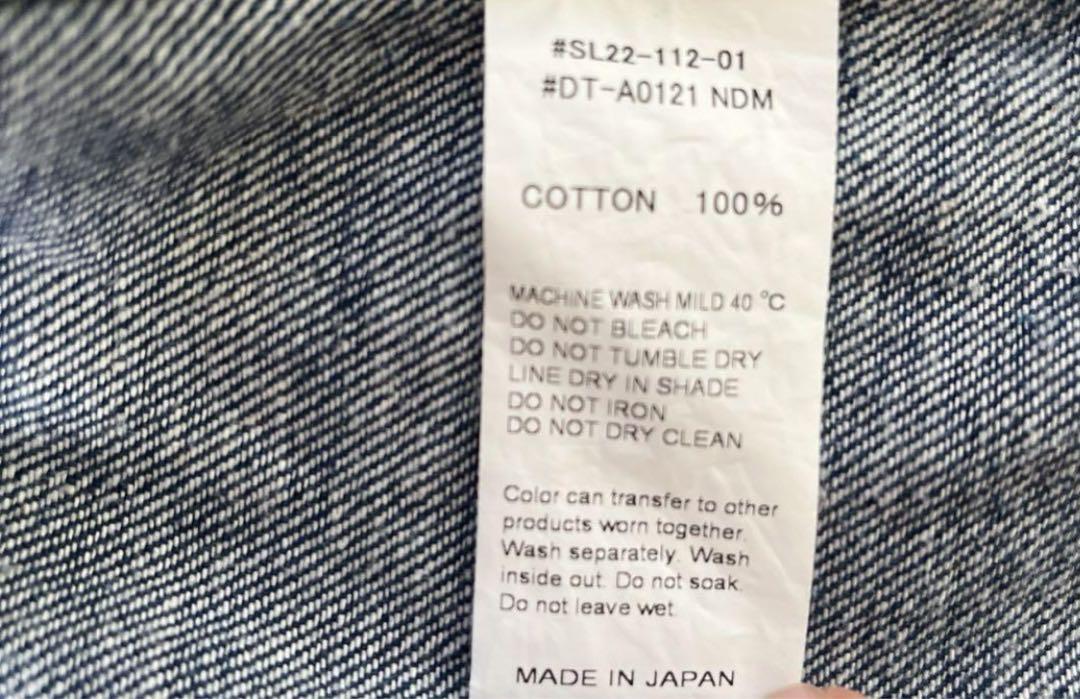 #SL22-112-01
#DT-A0121 NDM
COTTON 100%
MACHINE WASH MILD 40 °C
DO NOT BLEACH
DO NOT TUMBLE DRY
LINE DRY IN SHADE
DO NOT IRON
DO NOT DRY CLEAN
Color can transfer to other
products worn together.
Wash separately. Wash
inside out. Do not soak.
Do not leave wet.
MADE IN JAPAN